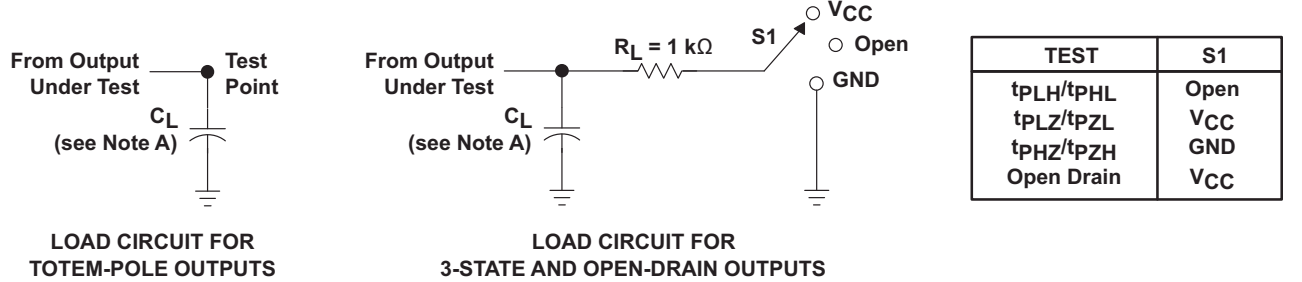 From Output
Under Test
Test
Point
CL
(see Note A)
LOAD CIRCUIT FOR
TOTEM-POLE OUTPUTS
From Output
Under Test
RL = 1 kΩ
S1
VCC
Open
GND
CL
(see Note A)
LOAD CIRCUIT FOR
3-STATE AND OPEN-DRAIN OUTPUTS
TEST S1
tPLH/tPHL Open
tPLZ/tPZL VCC
tPHZ/tPZH GND
Open Drain VCC